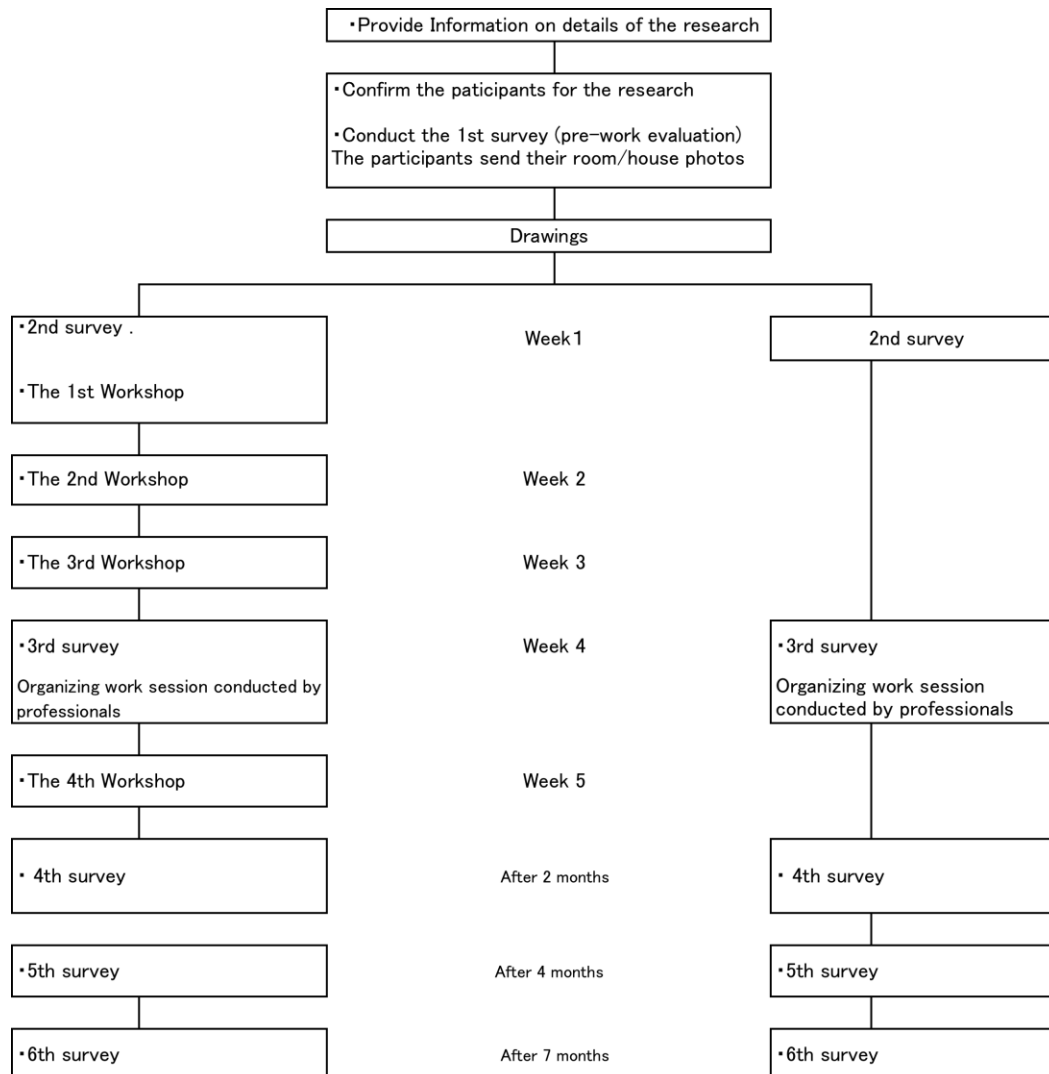 ・Provide Information on details of the research
・Confirm the paticipants for the research
・Conduct the 1st survey (pre-work evaluation)
The participants send their room/house photos
Drawings
・2nd survey .
・The 1st Workshop
Week 1
2nd survey
・The 2nd Workshop
Week 2
・The 3rd Workshop
Week 3
・3rd survey
Organizing work session conducted by
professionals
Week 4
・3rd survey
Organizing work session
conducted by professionals
・The 4th Workshop
Week 5
・4th survey
After 2 months
・4th survey
・5th survey
After 4 months
・5th survey
・6th survey
After 7 months
・6th survey